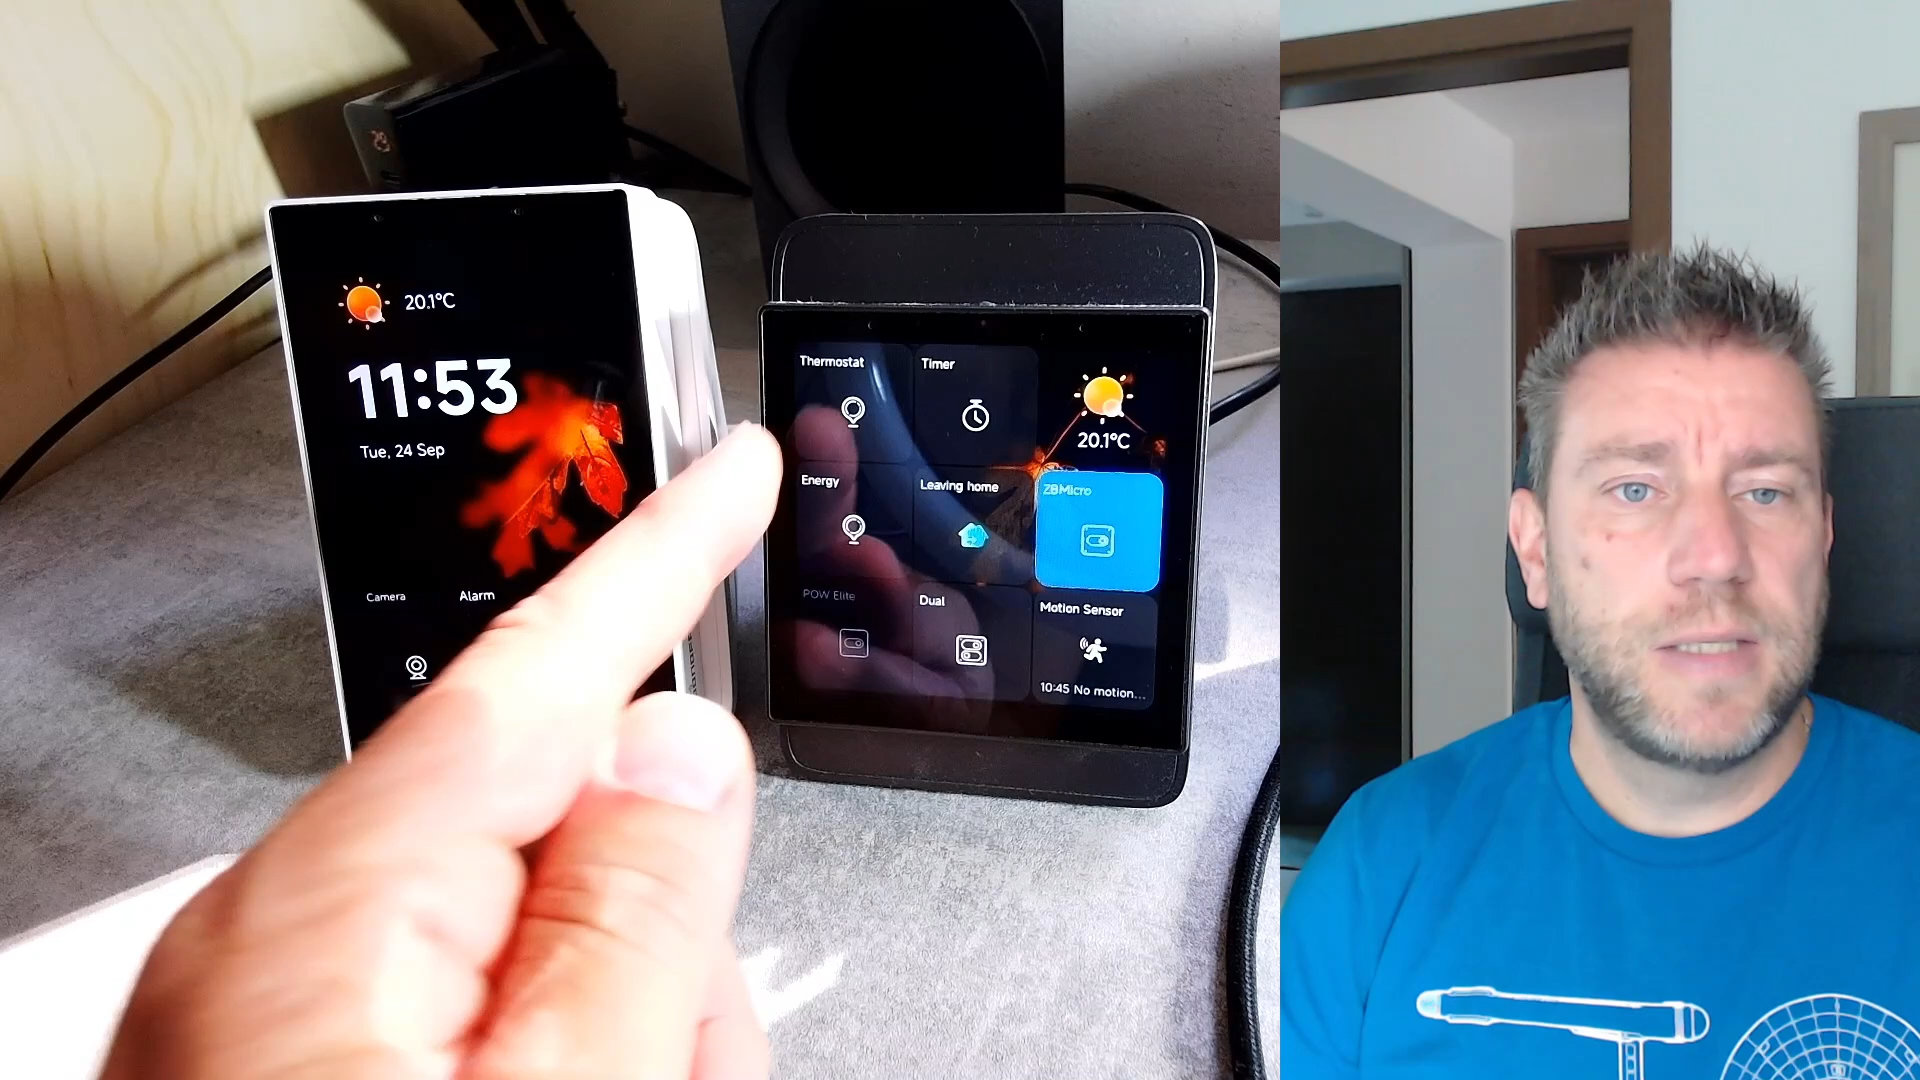 20.1°C
11:53
Tue, 24 Sep
Camera
Alarm
Thermostat
Timer
20.1°C
Energy
Leaving home
ZBMicro
POW Elite
Dual
Motion Sensor
10:45 No motion...